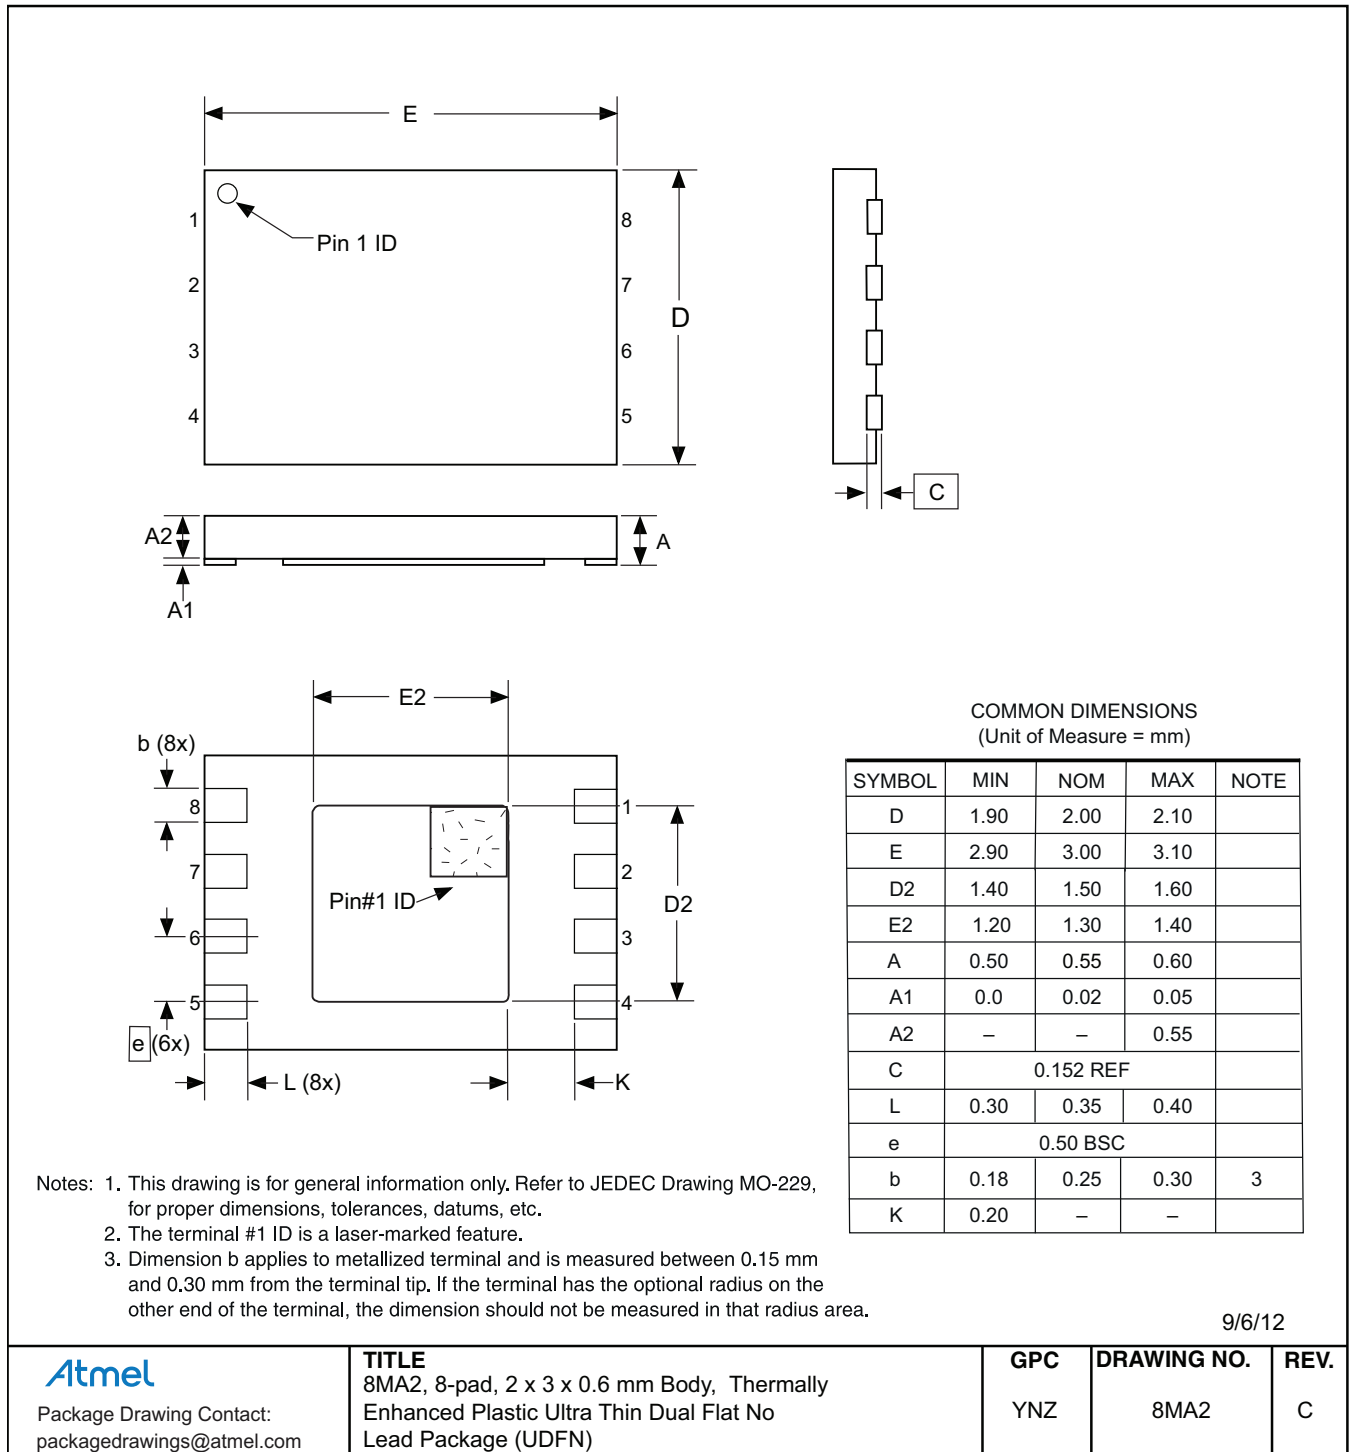 E
1
2
3
4
Pin 1 ID
8
7
6
5
D
C
A2
A
A1
E2
b (8x)
8
7
6
5
Pin#1 ID
1
2
3
4
D2
e (6x)
L (8x)
K
COMMON DIMENSIONS
(Unit of Measure = mm)
SYMBOL MIN NOM MAX NOTE
D 1.90 2.00 2.10
E 2.90 3.00 3.10
D2 1.40 1.50 1.60
E2 1.20 1.30 1.40
A 0.50 0.55 0.60
A1 0.0 0.02 0.05
A2 – – 0.55
C 0.152 REF
L 0.30 0.35 0.40
e 0.50 BSC
b 0.18 0.25 0.30 3
K 0.20 – –
Notes: 1. This drawing is for general information only. Refer to JEDEC Drawing MO-229,
for proper dimensions, tolerances, datums, etc.
2. The terminal #1 ID is a laser-marked feature.
3. Dimension b applies to metallized terminal and is measured between 0.15 mm
and 0.30 mm from the terminal tip. If the terminal has the optional radius on the
other end of the terminal, the dimension should not be measured in that radius area.
9/6/12
Atmel
Package Drawing Contact:
packagedrawings@atmel.com
TITLE
8MA2, 8-pad, 2 x 3 x 0.6 mm Body, Thermally
Enhanced Plastic Ultra Thin Dual Flat No
Lead Package (UDFN)
GPC
YNZ
DRAWING NO.
8MA2
REV.
C